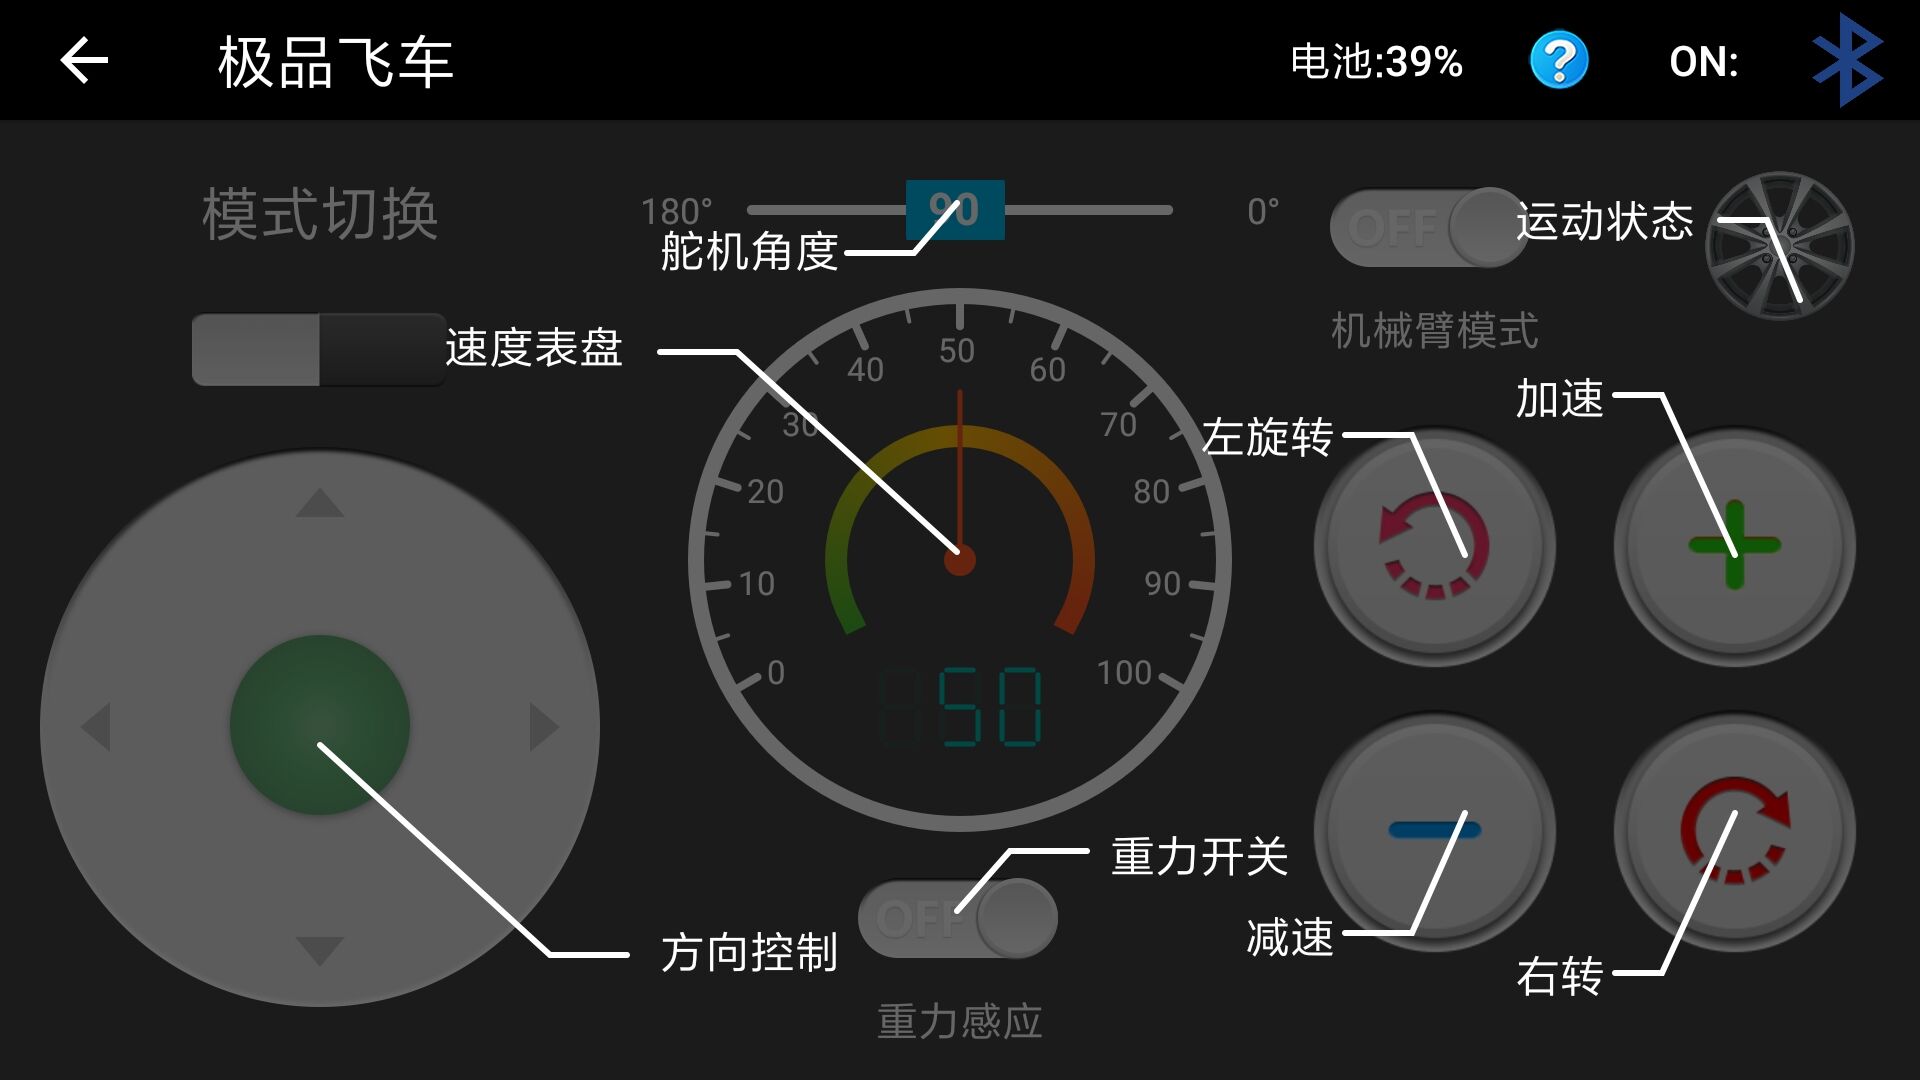 极品飞车
电池:39%
ON:
模式切换
180°
90
0°
舵机角度
OFF
运动状态
机械臂模式
速度表盘
50
40
60
30
70
20
80
10
90
0
100
50
加速
左旋转
重力开关
OFF
减速
方向控制
右转
重力感应